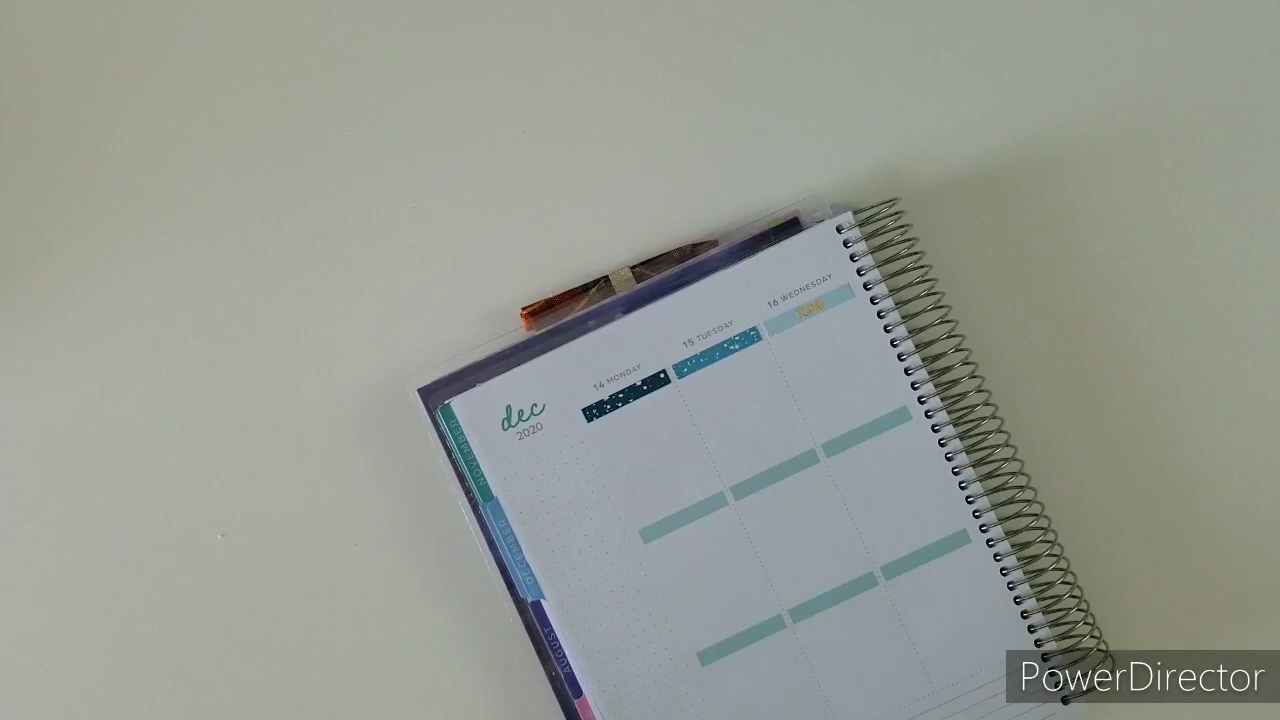 dec
2020
14 MONDAY
15 TUESDAY
16 WEDNESDAY
NOVEMBER
DECEMBER
AUGUST
PowerDirector